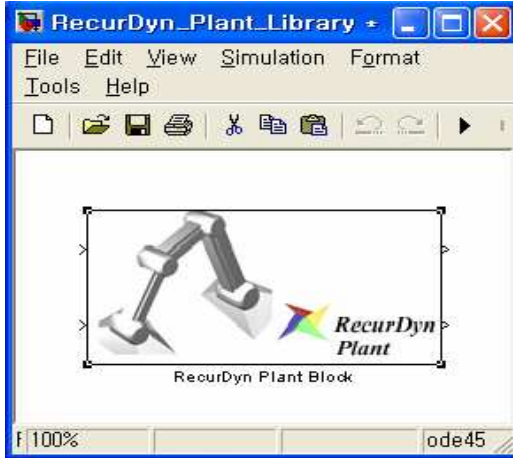 RecurDyn_Plant_Library *
File Edit View Simulation Format
Tools Help
RecurDyn
Plant
RecurDyn Plant Block
F 100% ode45